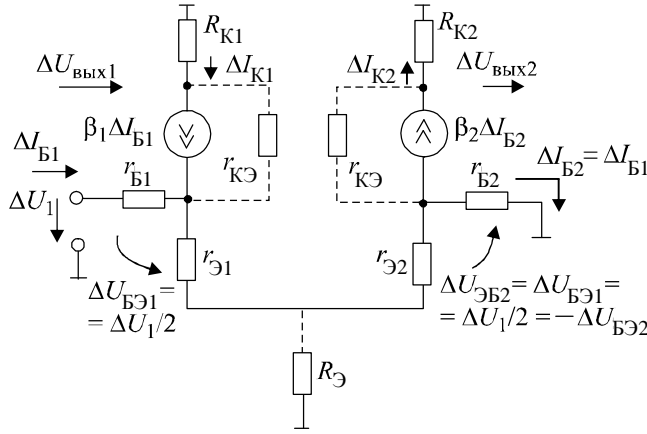 R_К1
R_К2
ΔU_вых1
ΔI_К1
ΔI_К2
ΔU_вых2
β₁ΔI_Б1
β₂ΔI_Б2
ΔI_Б1
r_Б1
r_КЭ
r_КЭ
r_Б2
ΔI_Б2= ΔI_Б1
ΔU₁
r_Э1
r_Э2
ΔU_БЭ1=
= ΔU₁/2
ΔU_ЭБ2= ΔU_БЭ1=
= ΔU₁/2 = −ΔU_БЭ2
R_Э